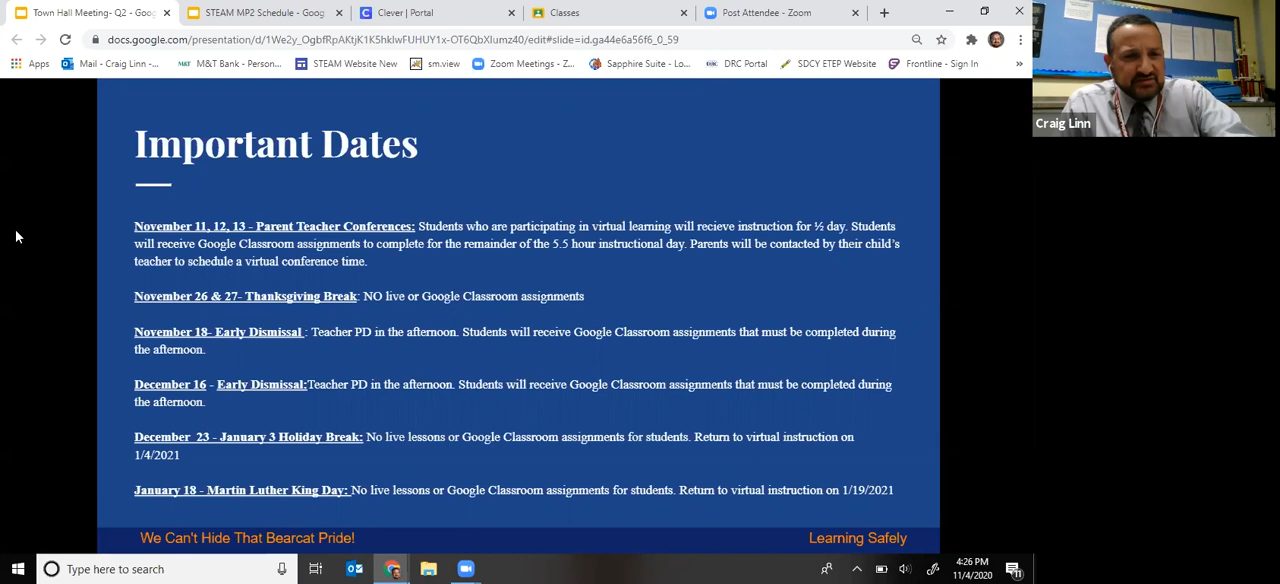 Town Hall Meeting- Q2 - Goog
STEAM MP2 Schedule - Goog
Clever | Portal
Classes
Post Attendee - Zoom
docs.google.com/presentation/d/1We2y_OgbfRpAKtjK1K5hkIwFUHUY1x-OT6QbXIumz40/edit#slide=id.ga44e6a56f6_0_59
Apps
Mail - Craig Linn -...
M&T M&T Bank - Person...
STEAM Website New
sm.view
Zoom Meetings - Z...
Sapphire Suite - Lo...
DRC Portal
SDCY ETEP Website
Frontline - Sign In
Craig Linn
Important Dates
November 11, 12, 13 - Parent Teacher Conferences: Students who are participating in virtual learning will recieve instruction for ½ day. Students
will receive Google Classroom assignments to complete for the remainder of the 5.5 hour instructional day. Parents will be contacted by their child's
teacher to schedule a virtual conference time.
November 26 & 27- Thanksgiving Break: NO live or Google Classroom assignments
November 18- Early Dismissal : Teacher PD in the afternoon. Students will receive Google Classroom assignments that must be completed during
the afternoon.
December 16 - Early Dismissal:Teacher PD in the afternoon. Students will receive Google Classroom assignments that must be completed during
the afternoon.
December 23 - January 3 Holiday Break: No live lessons or Google Classroom assignments for students. Return to virtual instruction on
1/4/2021
January 18 - Martin Luther King Day: No live lessons or Google Classroom assignments for students. Return to virtual instruction on 1/19/2021
We Can't Hide That Bearcat Pride!
Learning Safely
Type here to search
4:26 PM
11/4/2020